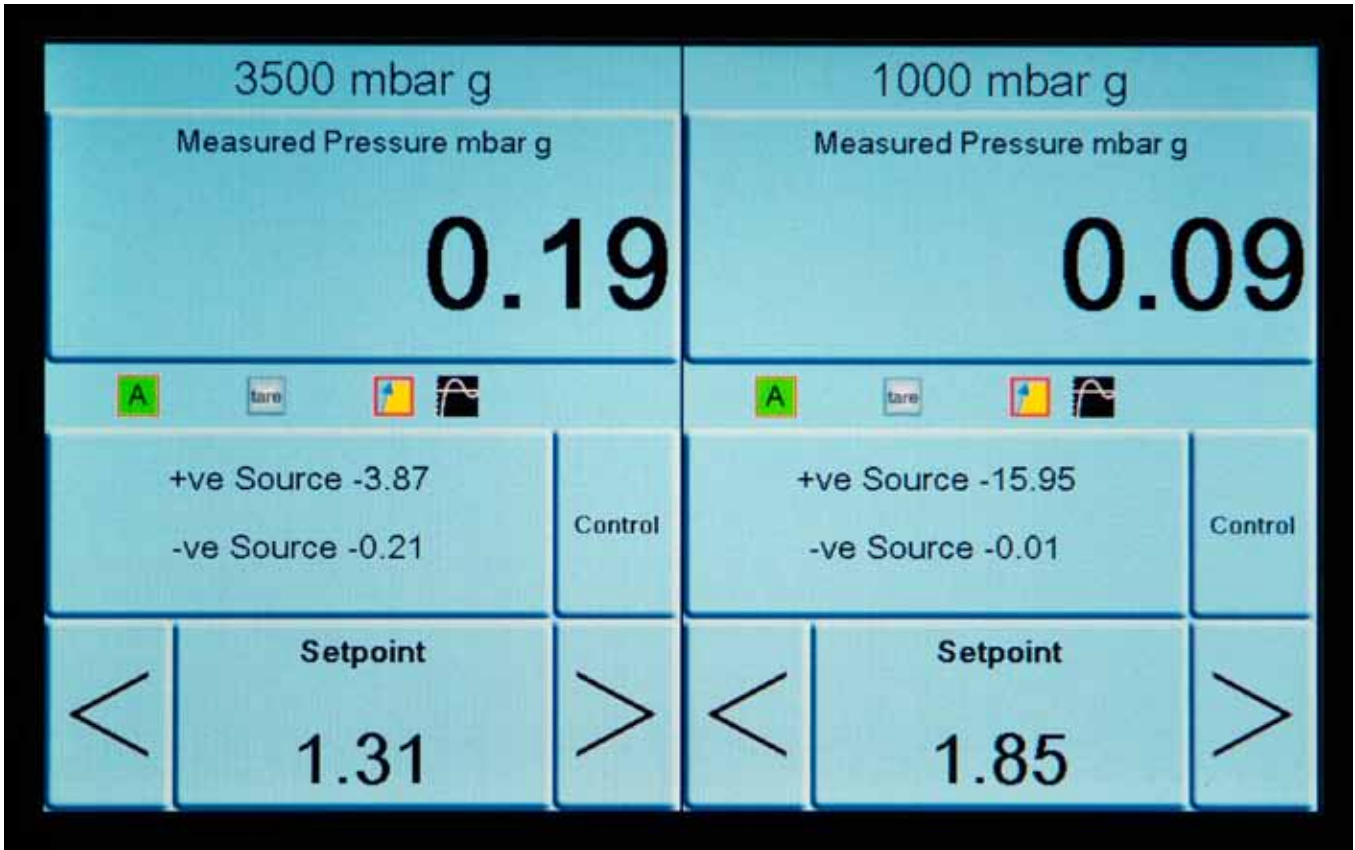 3500 mbar g
Measured Pressure mbar g
0.19
A
tare
+ve Source -3.87
-ve Source -0.21
Control
<
Setpoint
1.31
>
1000 mbar g
Measured Pressure mbar g
0.09
A
tare
+ve Source -15.95
-ve Source -0.01
Control
<
Setpoint
1.85
>